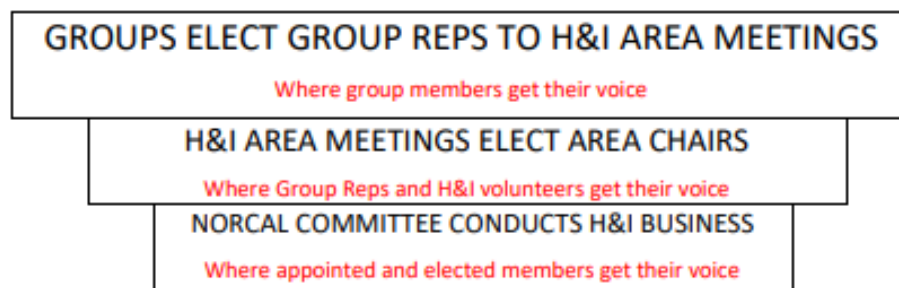 GROUPS ELECT GROUP REPS TO H&I AREA MEETINGS
Where group members get their voice
H&I AREA MEETINGS ELECT AREA CHAIRS
Where Group Reps and H&I volunteers get their voice
NORCAL COMMITTEE CONDUCTS H&I BUSINESS
Where appointed and elected members get their voice